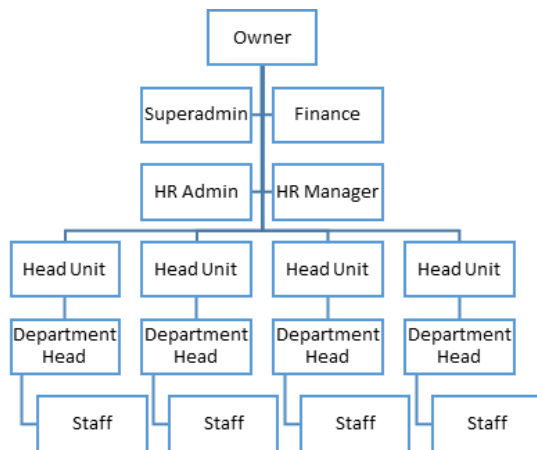 Owner
Superadmin
Finance
HR Admin
HR Manager
Head Unit
Head Unit
Head Unit
Head Unit
Department
Head
Department
Head
Department
Head
Department
Head
Staff
Staff
Staff
Staff